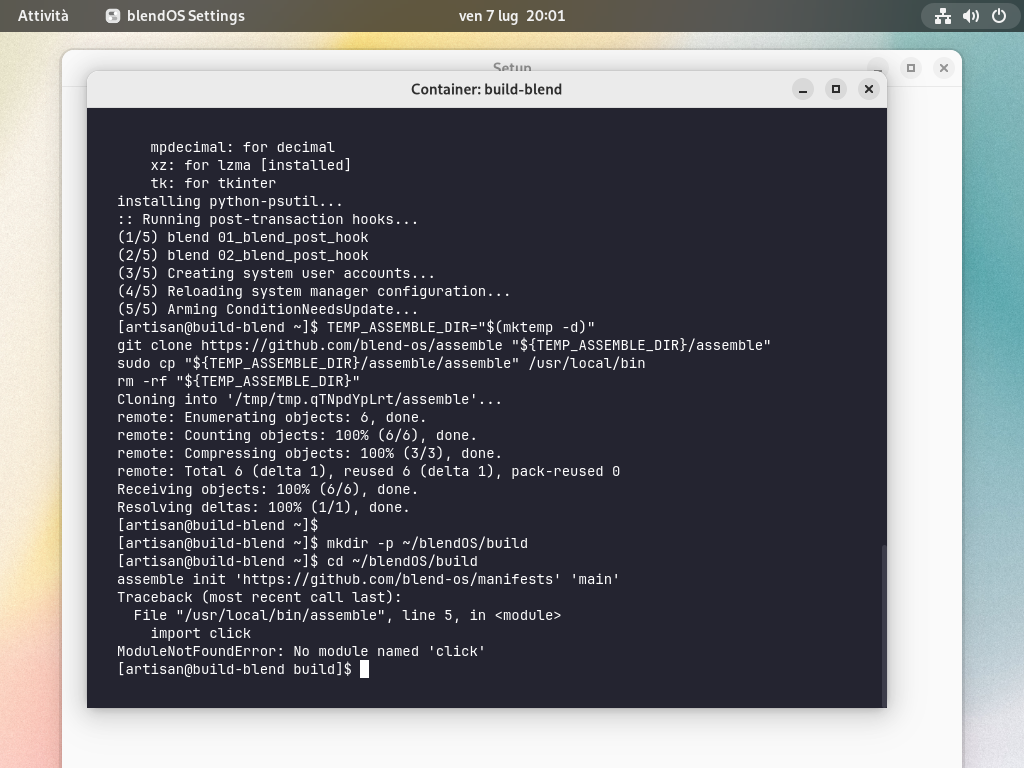 Attività blendOS Settings ven 7 lug 20:01
Setup
Container: build-blend
mpdecimal: for decimal
xz: for lzma [installed]
tk: for tkinter
installing python-psutil...
:: Running post-transaction hooks...
(1/5) blend 01_blend_post_hook
(2/5) blend 02_blend_post_hook
(3/5) Creating system user accounts...
(4/5) Reloading system manager configuration...
(5/5) Arming ConditionNeedsUpdate...
[artisan@build-blend ~]$ TEMP_ASSEMBLE_DIR="$(mktemp -d)"
git clone https://github.com/blend-os/assemble "${TEMP_ASSEMBLE_DIR}/assemble"
sudo cp "${TEMP_ASSEMBLE_DIR}/assemble/assemble" /usr/local/bin
rm -rf "${TEMP_ASSEMBLE_DIR}"
Cloning into '/tmp/tmp.qTNpdYpLrt/assemble'...
remote: Enumerating objects: 6, done.
remote: Counting objects: 100% (6/6), done.
remote: Compressing objects: 100% (3/3), done.
remote: Total 6 (delta 1), reused 6 (delta 1), pack-reused 0
Receiving objects: 100% (6/6), done.
Resolving deltas: 100% (1/1), done.
[artisan@build-blend ~]$
[artisan@build-blend ~]$ mkdir -p ~/blendOS/build
[artisan@build-blend ~]$ cd ~/blendOS/build
assemble init 'https://github.com/blend-os/manifests' 'main'
Traceback (most recent call last):
File "/usr/local/bin/assemble", line 5, in <module>
import click
ModuleNotFoundError: No module named 'click'
[artisan@build-blend build]$